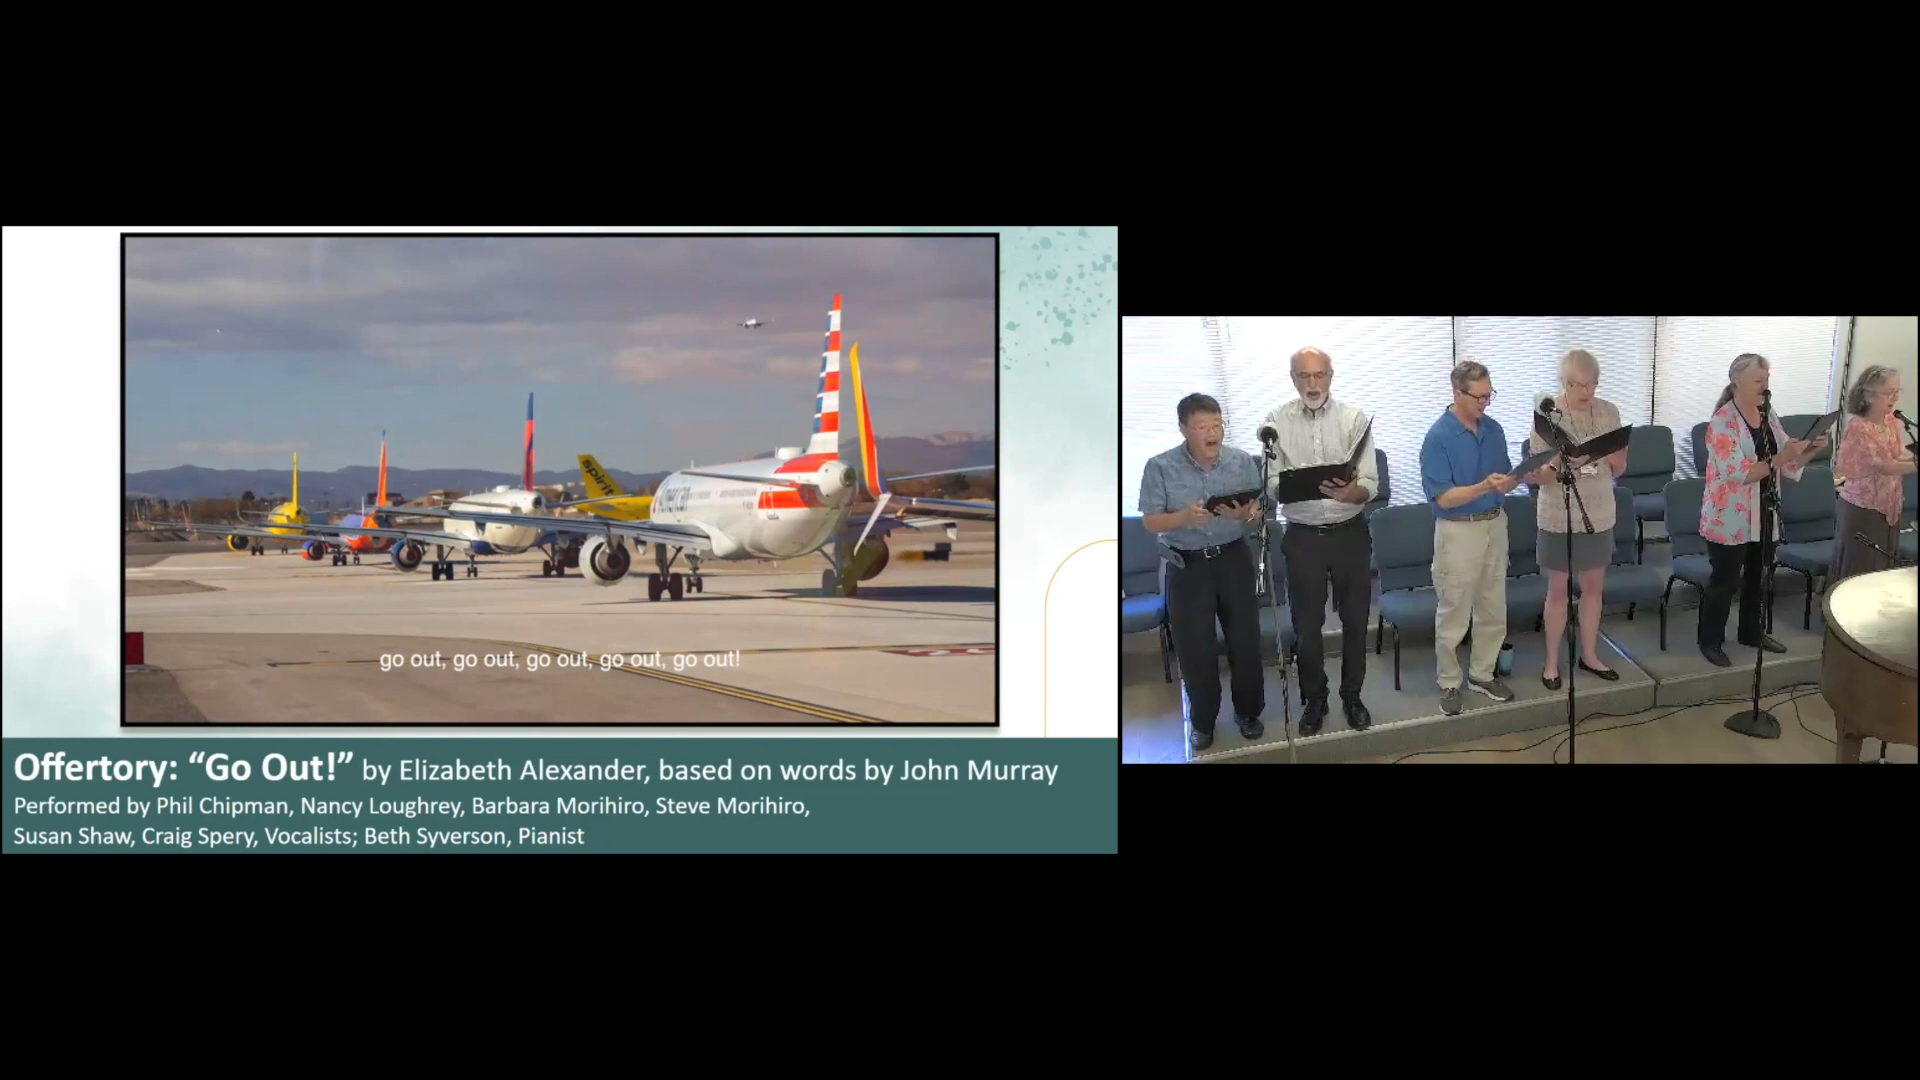 spirit
go out, go out, go out, go out, go out!
Offertory: “Go Out!” by Elizabeth Alexander, based on words by John Murray
Performed by Phil Chipman, Nancy Loughrey, Barbara Morihiro, Steve Morihiro,
Susan Shaw, Craig Spery, Vocalists; Beth Syverson, Pianist